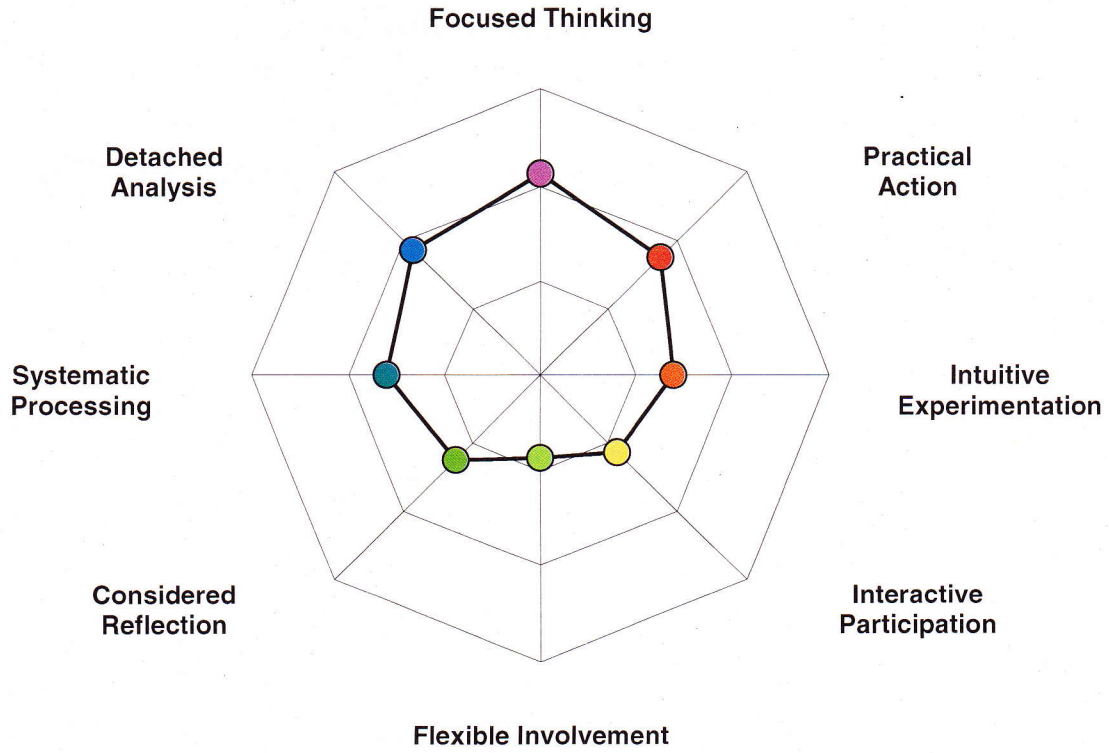 Focused Thinking
Detached
Analysis
Practical
Action
Systematic
Processing
Intuitive
Experimentation
Considered
Reflection
Interactive
Participation
Flexible Involvement